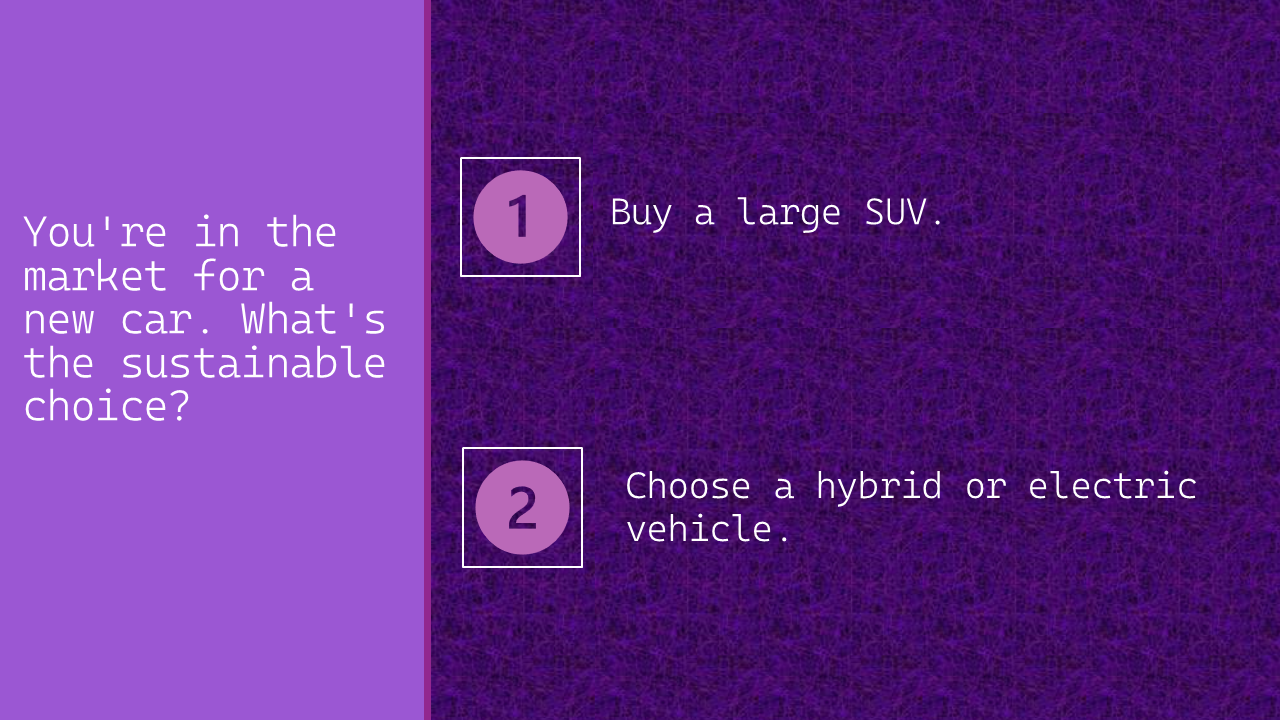 You're in the
market for a
new car. What's
the sustainable
choice?
1
Buy a large SUV.
2
Choose a hybrid or electric
vehicle.